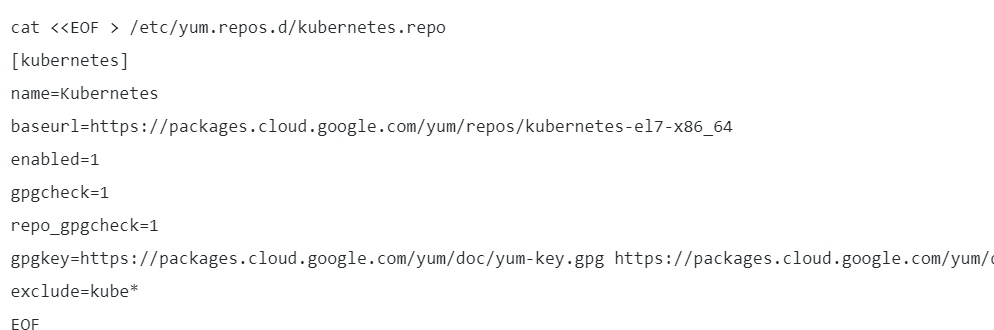 cat <<EOF > /etc/yum.repos.d/kubernetes.repo
[kubernetes]
name=Kubernetes
baseurl=https://packages.cloud.google.com/yum/repos/kubernetes-el7-x86_64
enabled=1
gpgcheck=1
repo_gpgcheck=1
gpgkey=https://packages.cloud.google.com/yum/doc/yum-key.gpg https://packages.cloud.google.com/yum/
exclude=kube*
EOF